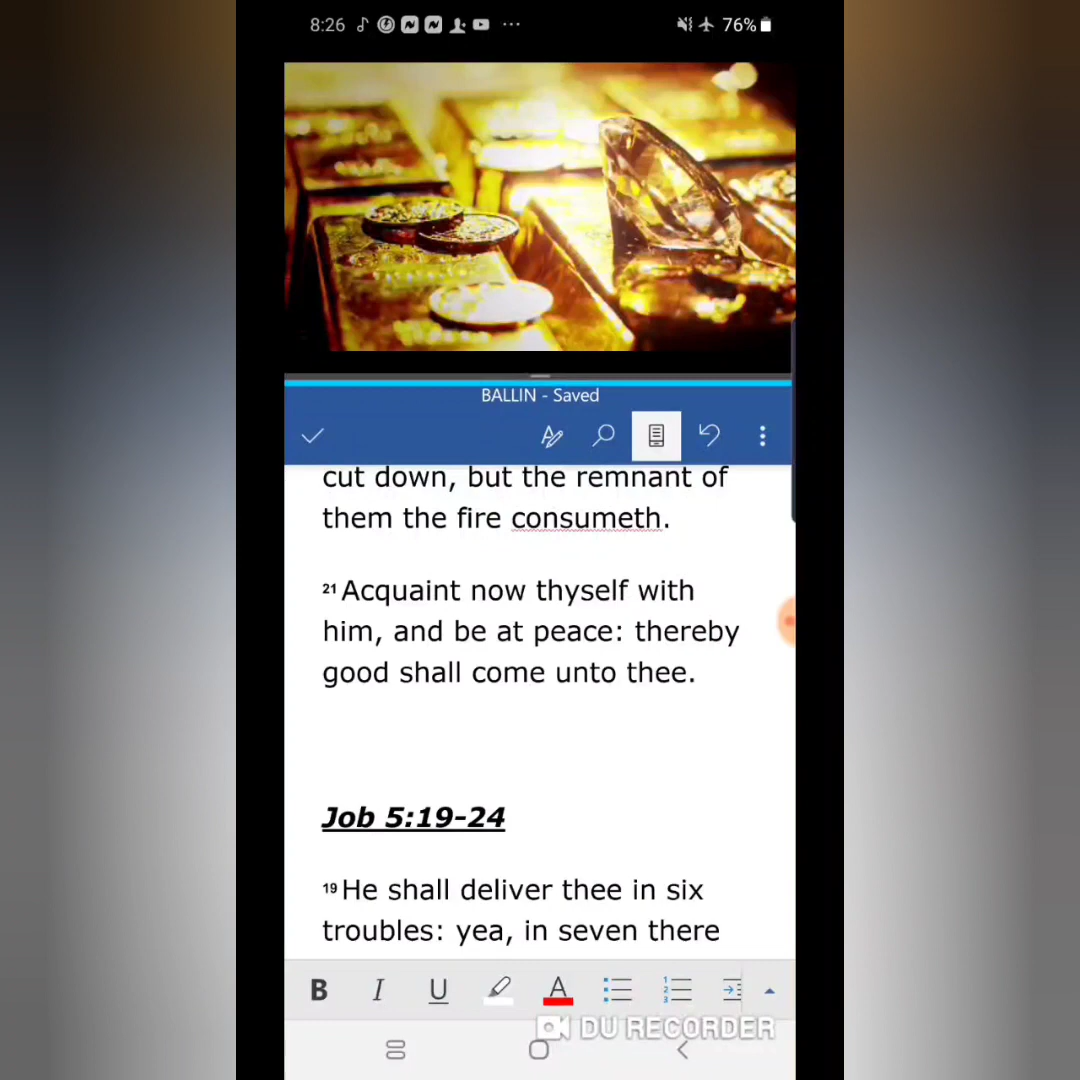 8:26
76%
BALLIN - Saved
cut down, but the remnant of
them the fire consumeth.
21 Acquaint now thyself with
him, and be at peace: thereby
good shall come unto thee.
Job 5:19-24
19 He shall deliver thee in six
troubles: yea, in seven there
B I U A
DU RECORDER